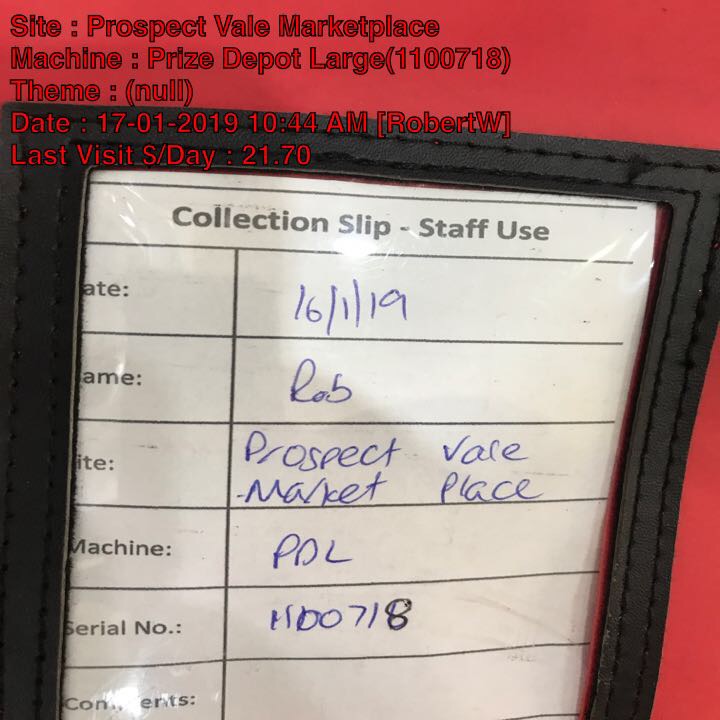 Site : Prospect Vale Marketplace
Machine : Prize Depot Large(1100718)
Theme : (null)
Date : 17-01-2019 10:44 AM [RobertW]
Last Visit $/Day : 21.70
Collection Slip - Staff Use
ate: 16/1/19
ame: Rob
ite: Prospect Vale
Market Place
Machine: PDL
Serial No.: 1100718
Comments: